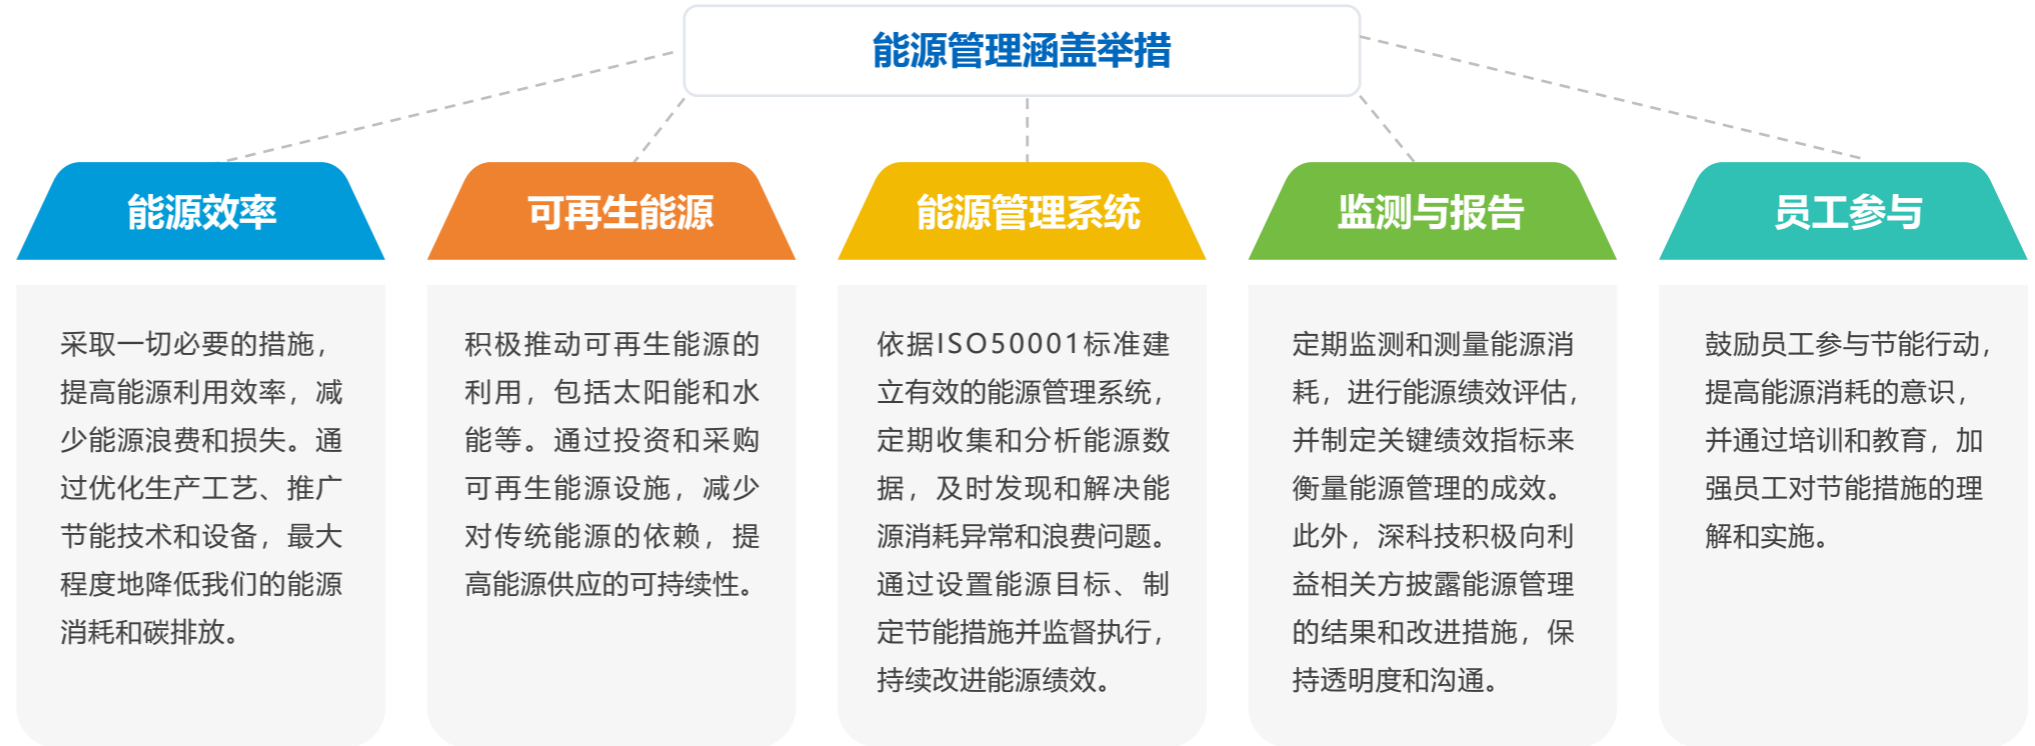 能源管理涵盖举措
能源效率
采取一切必要的措施，
提高能源利用效率，减
少能源浪费和损失。通
过优化生产工艺、推广
节能技术和设备，最大
程度地降低我们的能源
消耗和碳排放。
可再生能源
积极推动可再生能源的
利用，包括太阳能和水
能等。通过投资和采购
可再生能源设施，减少
对传统能源的依赖，提
高能源供应的可持续性。
能源管理系统
依据ISO50001标准建
立有效的能源管理系统，
定期收集和分析能源数
据，及时发现和解决能
源消耗异常和浪费问题。
通过设置能源目标、制
定节能措施并监督执行，
持续改进能源绩效。
监测与报告
定期监测和测量能源消
耗，进行能源绩效评估，
并制定关键绩效指标来
衡量能源管理的成效。
此外，深科技积极向利
益相关方披露能源管理
的结果和改进措施，保
持透明度和沟通。
员工参与
鼓励员工参与节能行动，
提高能源消耗的意识，
并通过培训和教育，加
强员工对节能措施的理
解和实施。